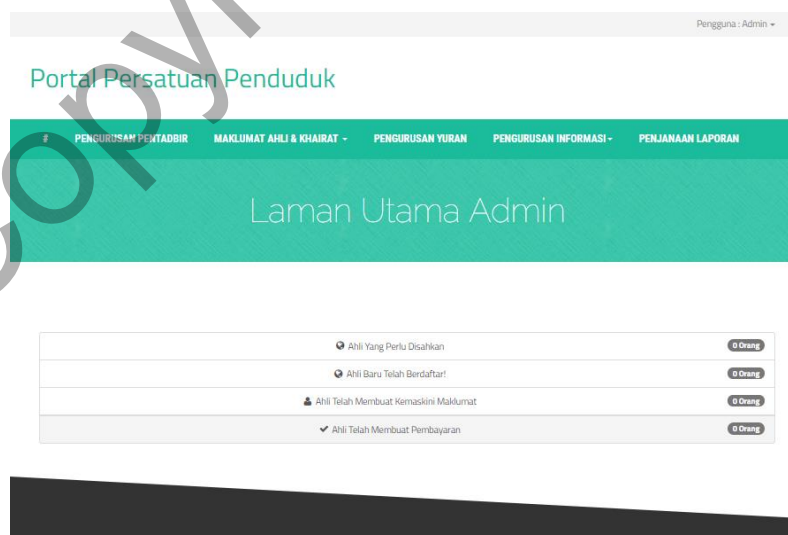 Pengguna : Admin
Portal Persatuan Penduduk
# PENGURUSAN PENTADBIR MAKLUMAT AHLI & KHAIRAT PENGURUSAN YURAN PENGURUSAN INFORMASI PENJANAAN LAPORAN
Laman Utama Admin
Ahli Yang Perlu Disahkan 0 Orang
Ahli Baru Telah Berdaftar! 0 Orang
Ahli Telah Membuat Kemaskini Maklumat 0 Orang
Ahli Telah Membuat Pembayaran 0 Orang